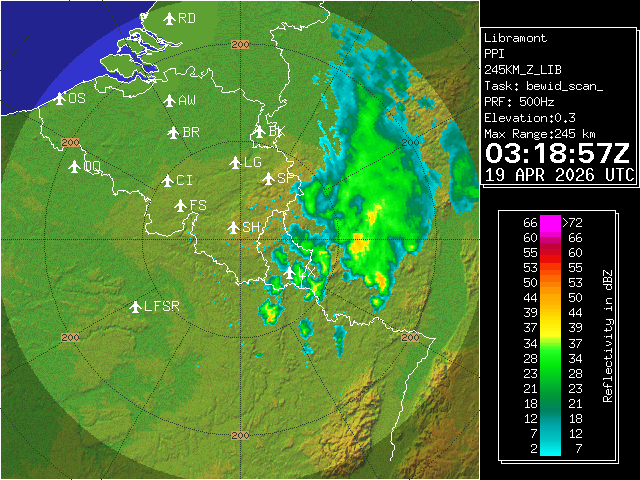 RD
200
OS
AW
BR
BK
200
200
OQ
LG
CI
SP
FS
SH
LX
LFSR
200
200
200
Libramont
PPI
245KM_Z_LIB
Task: bewid_scan_
PRF: 500Hz
Elevation:0.3
Max Range:245 km
03:18:57Z
19 APR 2026 UTC
66 >72
60 66
55 60
53 55
50 53
44 50
39 44
37 39
34 37
28 34
23 28
21 23
18 21
12 18
7 12
2 7
Reflectivity in dBZ